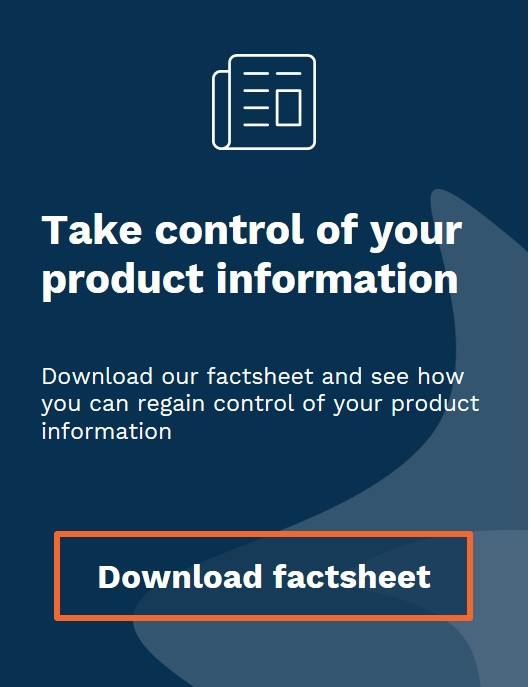 Take control of your
product information
Download our factsheet and see how
you can regain control of your product
information
Download factsheet